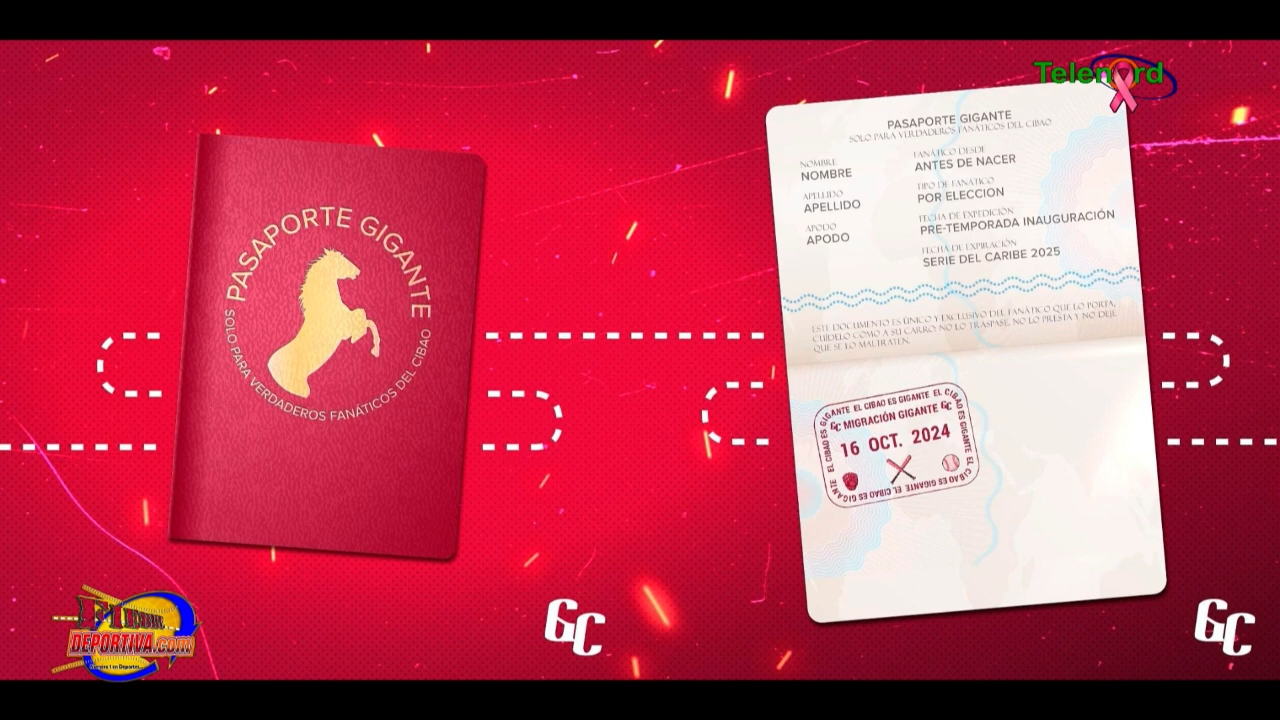 Telenord
PASAPORTE GIGANTE
SOLO PARA VERDADEROS FANÁTICOS DEL CIBAO
PASAPORTE GIGANTE
SOLO PARA VERDADEROS FANÁTICOS DEL CIBAO
NOMBRE
NOMBRE
APELLIDO
APELLIDO
APODO
APODO
FANÁTICO DESDE
ANTES DE NACER
TIPO DE FANÁTICO
POR ELECCION
FECHA DE EXPEDICIÓN
PRE-TEMPORADA INAUGURACIÓN
FECHA DE EXPIRACIÓN
SERIE DEL CARIBE 2025
ESTE DOCUMENTO ES ÚNICO Y EXCLUSIVO DEL FANÁTICO QUE LO PORTA,
CUÍDELO COMO A SU CARRO: NO LO TRASPASE, NO LO PRESTA Y NO DEJE
QUE SE LO MALTRATEN.
EL CIBAO ES GIGANTE EL CIBAO ES GIGANTE EL CIBAO ES GIGANTE EL CIBAO ES GIGANTE
GC MIGRACIÓN GIGANTE GC
16 OCT. 2024
DEPORTIVA.com
GC
GC